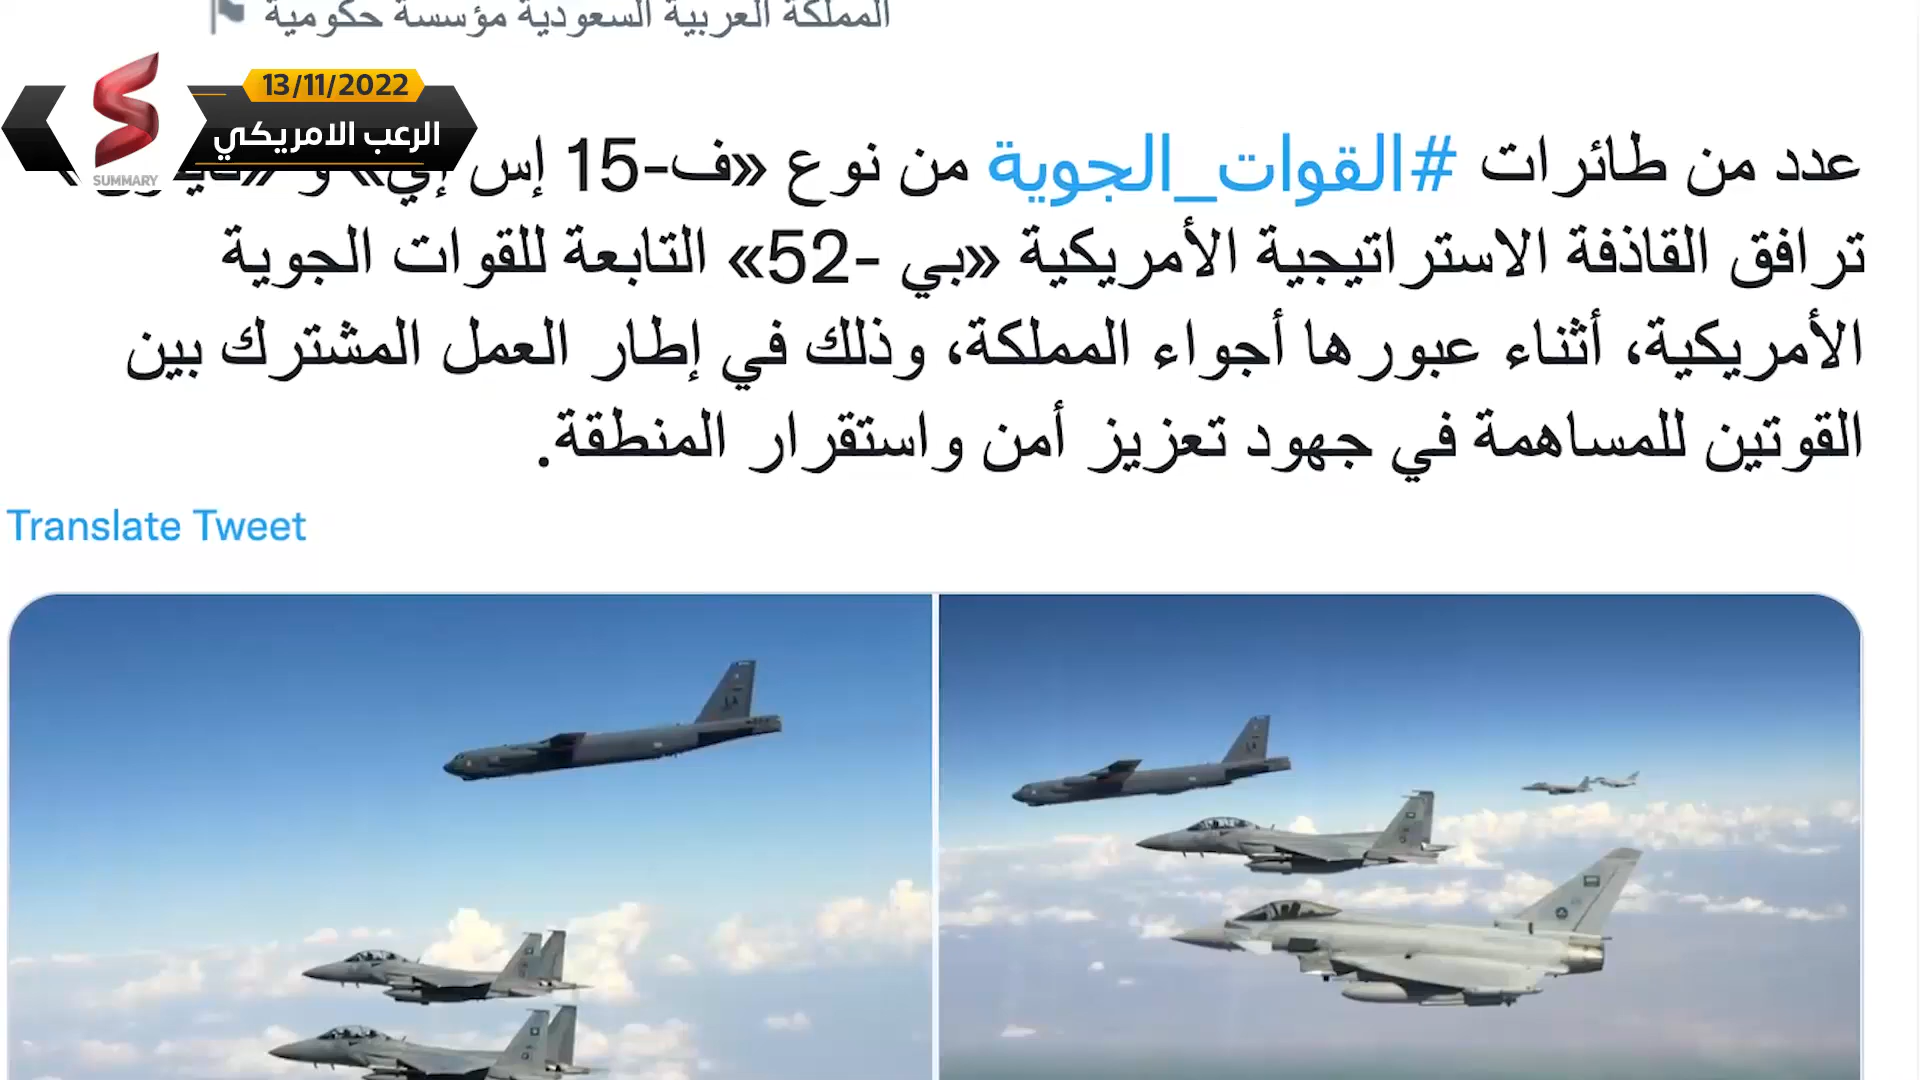 المملكة العربية السعودية مؤسسة حكومية
13/11/2022
الرعب الامريكي
SUMMARY
عدد من طائرات #القوات_الجوية من نوع «ف-15 إس إي» و
ترافق القاذفة الاستراتيجية الأمريكية «بي -52» التابعة للقوات الجوية
الأمريكية، أثناء عبورها أجواء المملكة، وذلك في إطار العمل المشترك بين
القوتين للمساهمة في جهود تعزيز أمن واستقرار المنطقة.
Translate Tweet